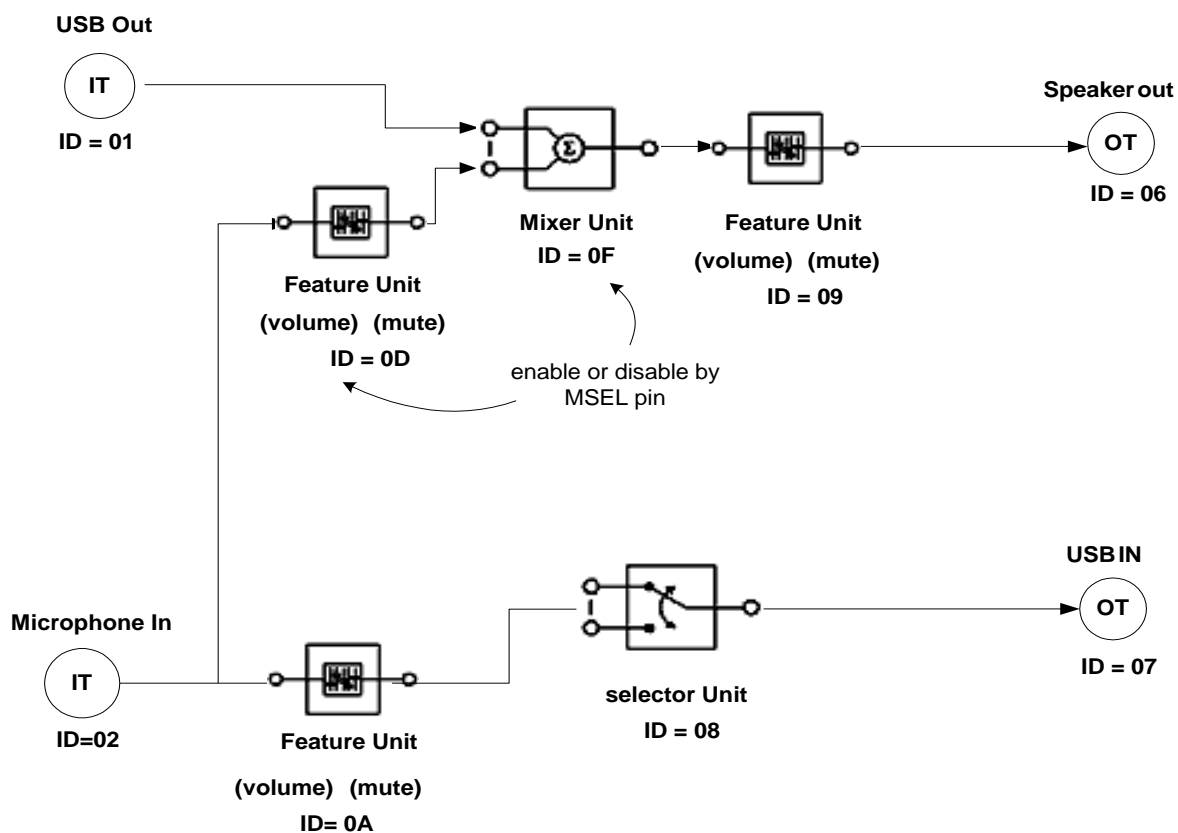 USB Out
IT
ID = 01
Speaker out
OT
ID = 06
Σ
Mixer Unit
ID = 0F
Feature Unit
(volume) (mute)
ID = 09
Feature Unit
(volume) (mute)
ID = 0D
enable or disable by
MSEL pin
USB IN
OT
ID = 07
Microphone In
IT
ID=02
selector Unit
ID = 08
Feature Unit
(volume) (mute)
ID= 0A